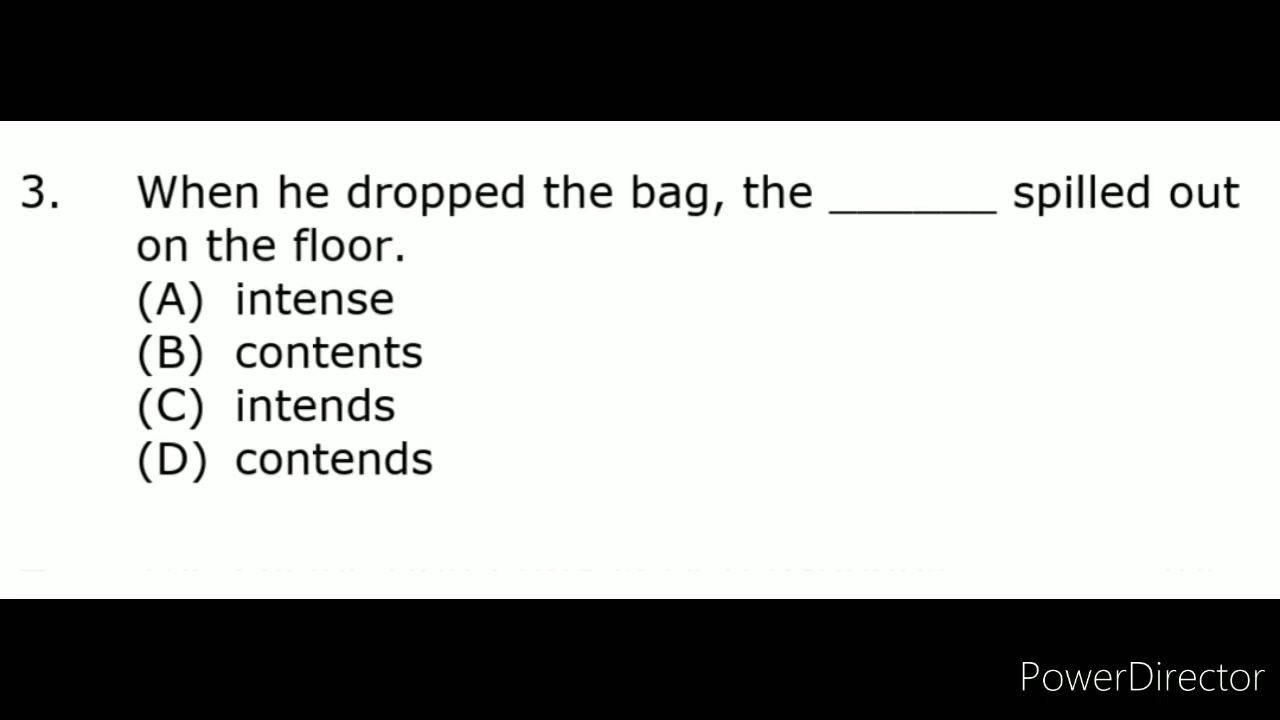 3. When he dropped the bag, the _______ spilled out
on the floor.
(A) intense
(B) contents
(C) intends
(D) contends
PowerDirector